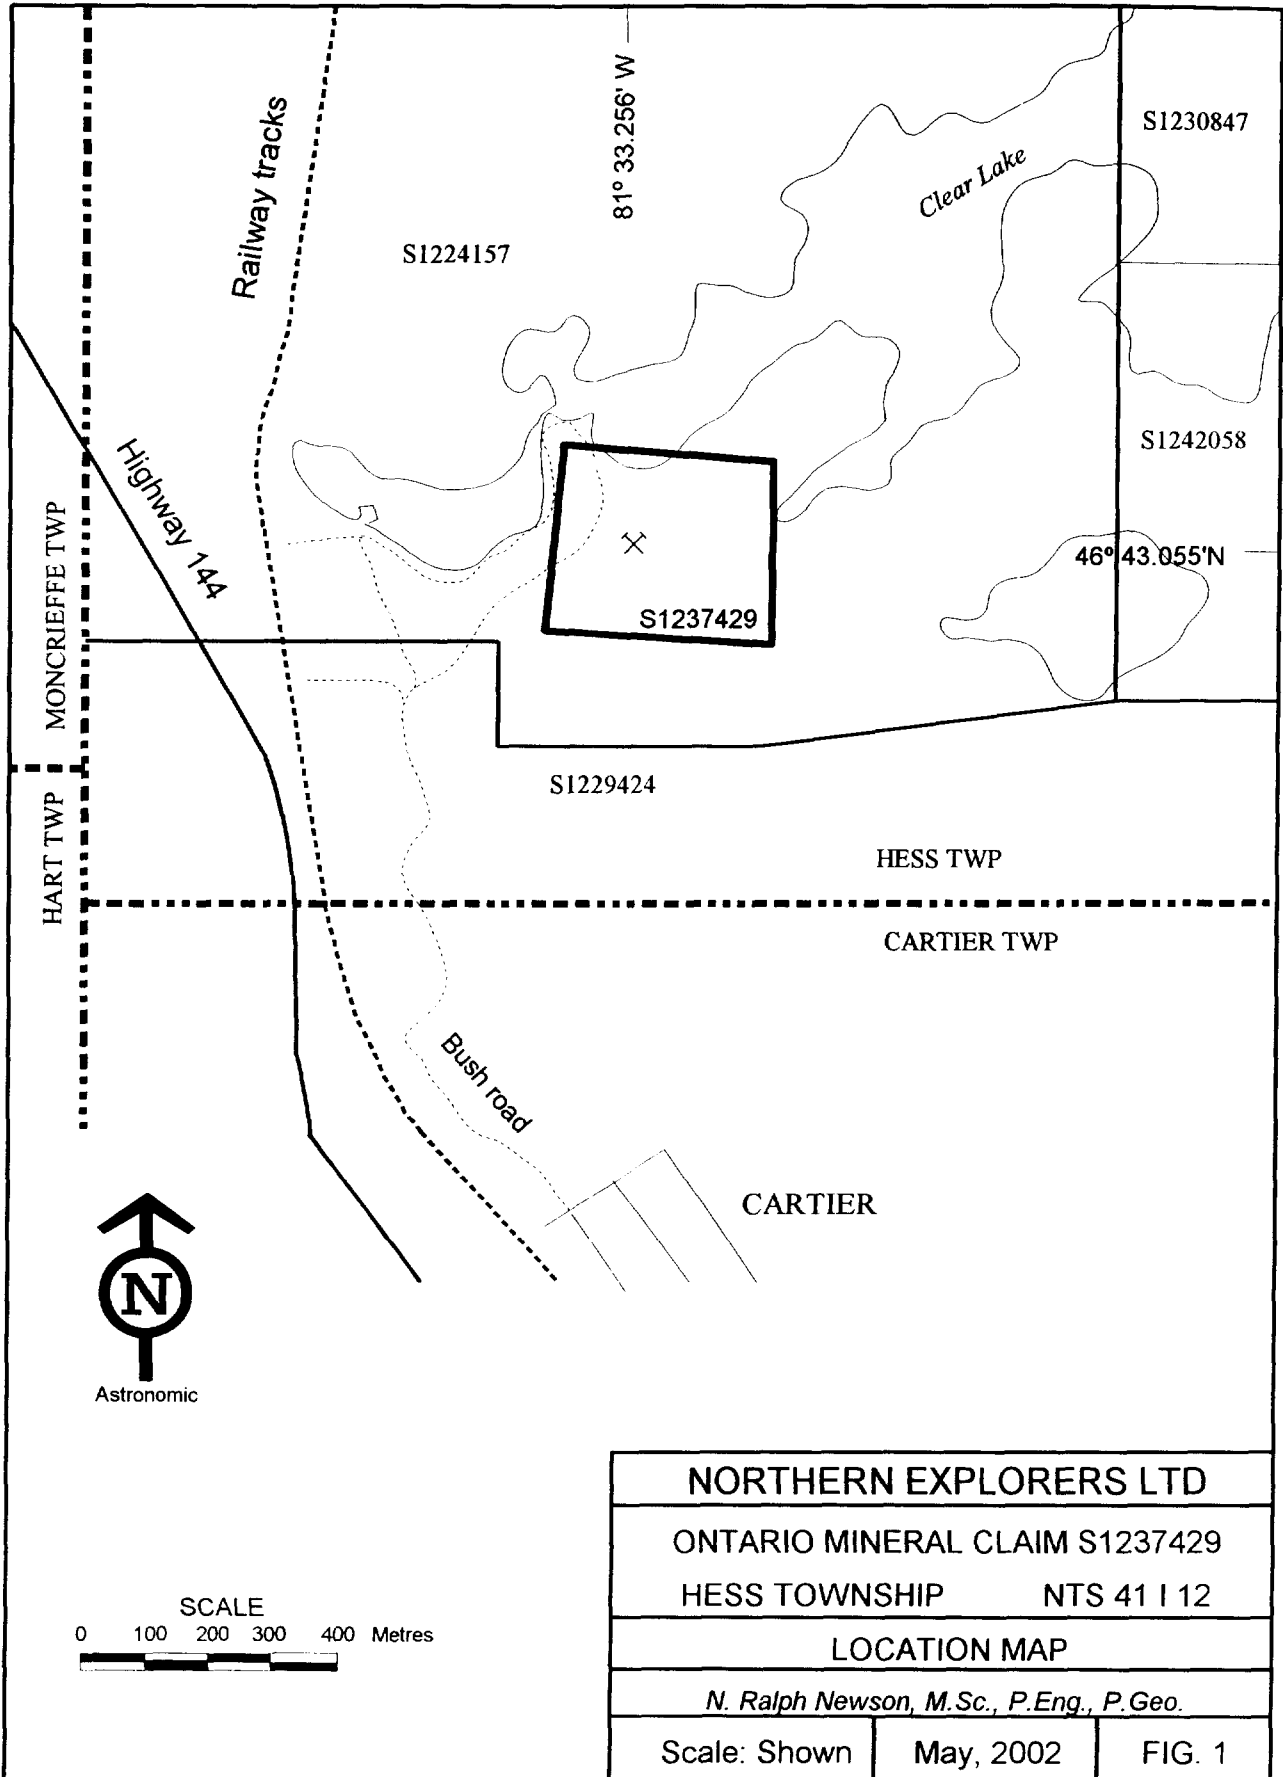 81° 33.256' W
Railway tracks
S1230847
Clear Lake
S1224157
Highway 144
S1242058
MONCRIEFFE TWP
46° 43.055'N
S1237429
S1229424
HART TWP
HESS TWP
CARTIER TWP
Bush road
CARTIER
N
Astronomic
SCALE
0 100 200 300 400 Metres
NORTHERN EXPLORERS LTD
ONTARIO MINERAL CLAIM S1237429
HESS TOWNSHIP NTS 41 I 12
LOCATION MAP
N. Ralph Newson, M.Sc., P.Eng., P.Geo.
Scale: Shown May, 2002 FIG. 1